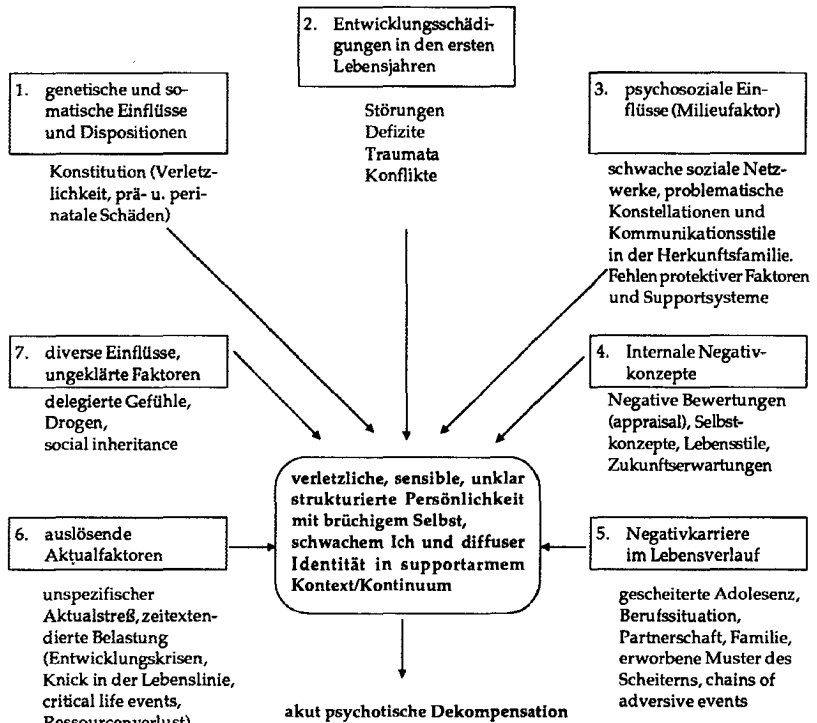 1. genetische und so-
matische Einflüsse
und Dispositionen
Konstitution (Verletz-
lichkeit, prä- u. peri-
natale Schäden)
2. Entwicklungsschädi-
gungen in den ersten
Lebensjahren
Störungen
Defizite
Traumata
Konflikte
3. psychosoziale Ein-
flüsse (Milieufaktor)
schwache soziale Netz-
werke, problematische
Konstellationen und
Kommunikationsstile
in der Herkunftsfamilie.
Fehlen protektiver Faktoren
und Supportsysteme
7. diverse Einflüsse,
ungeklärte Faktoren
delegierte Gefühle,
Drogen,
social inheritance
4. Internale Negativ-
konzepte
Negative Bewertungen
(appraisal), Selbst-
konzepte, Lebensstile,
Zukunftserwartungen
verletzliche, sensible, unklar
strukturierte Persönlichkeit
mit brüchigem Selbst,
schwachem Ich und diffuser
Identität in supportarmem
Kontext/Kontinuum
6. auslösende
Aktualfaktoren
unspezifischer
Aktualstreß, zeitexten-
dierte Belastung
(Entwicklungskrisen,
Knick in der Lebenslinie,
critical life events,
Ressourcenverlust)
5. Negativkarriere
im Lebensverlauf
gescheiterte Adolesenz,
Berufssituation,
Partnerschaft, Familie,
erworbene Muster des
Scheiterns, chains of
adversive events
akut psychotische Dekompensation